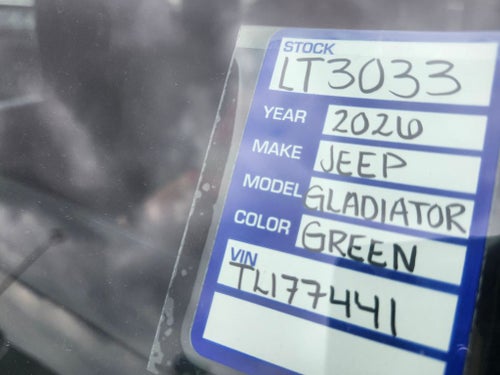 STOCK
LT3033
YEAR 2026
MAKE JEEP
MODEL GLADIATOR
COLOR GREEN
VIN
TL177441